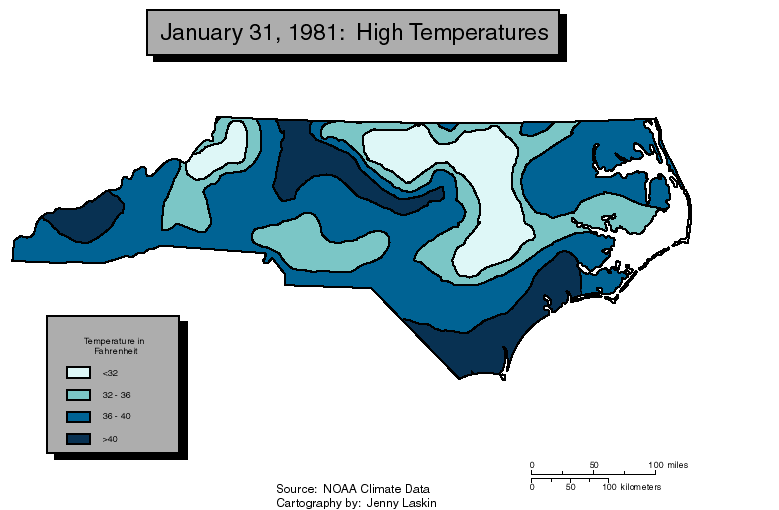 January 31, 1981: High Temperatures
Temperature in
Fahrenheit
<32
32 - 36
36 - 40
>40
0 50 100 miles
0 50 100 kilometers
Source: NOAA Climate Data
Cartography by: Jenny Laskin